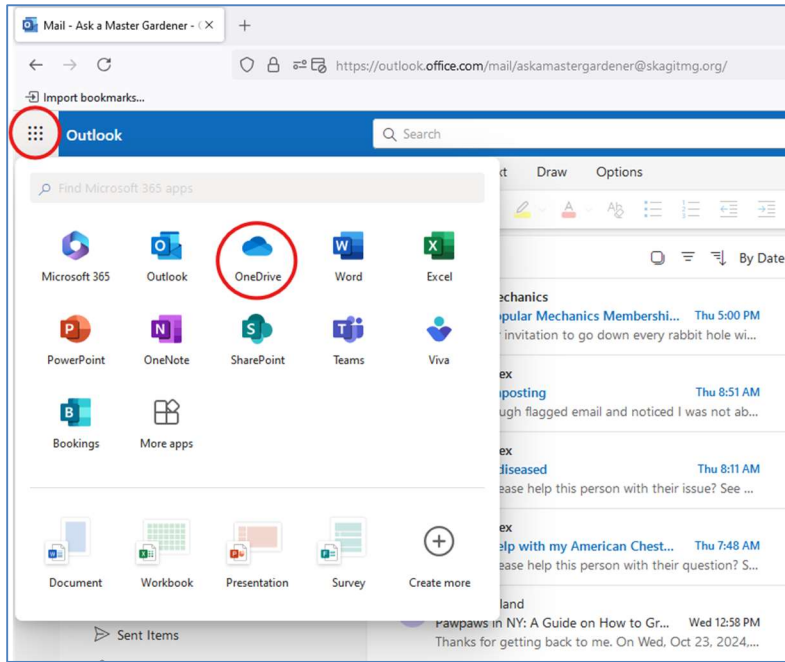 Mail - Ask a Master Gardener - (
https://outlook.office.com/mail/askamastergardener@skagitmg.org/
Import bookmarks...
Outlook
Search
Find Microsoft 365 apps
xt Draw Options
Microsoft 365 Outlook OneDrive Word Excel
By Date
PowerPoint OneNote SharePoint Teams Viva
Bookings More apps
Document Workbook Presentation Survey Create more
Sent Items
echanics
opular Mechanics Membershi... Thu 5:00 PM
invitation to go down every rabbit hole wi...
ex
posting Thu 8:51 AM
ugh flagged email and noticed I was not ab...
ex
diseased Thu 8:11 AM
ease help this person with their issue? See ...
ex
elp with my American Chest... Thu 7:48 AM
ease help this person with their question? S...
land
Pawpaws in NY: A Guide on How to Gr... Wed 12:58 PM
Thanks for getting back to me. On Wed, Oct 23, 2024,...